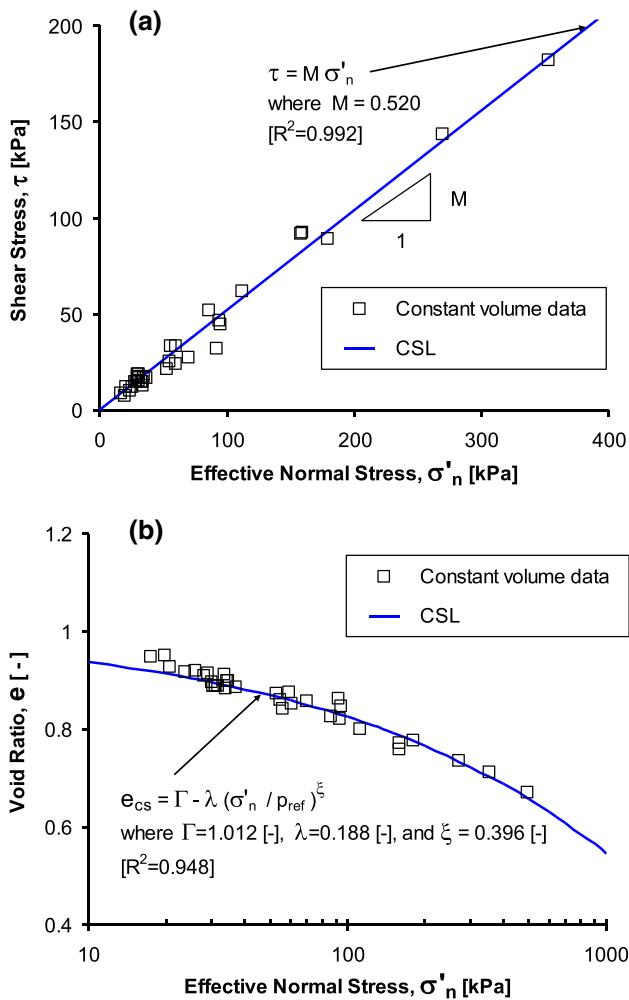 (a)
200
150
100
50
0
Shear Stress, τ [kPa]
τ = M σ'n
where M = 0.520
[R²=0.992]
M
1
Constant volume data
CSL
0 100 200 300 400
Effective Normal Stress, σ'n [kPa]
(b)
1.2
1
0.8
0.6
0.4
Void Ratio, e [-]
Constant volume data
CSL
ecs = Γ - λ (σ'n / pref)^ξ
where Γ=1.012 [-], λ=0.188 [-], and ξ = 0.396 [-]
[R²=0.948]
10 100 1000
Effective Normal Stress, σ'n [kPa]